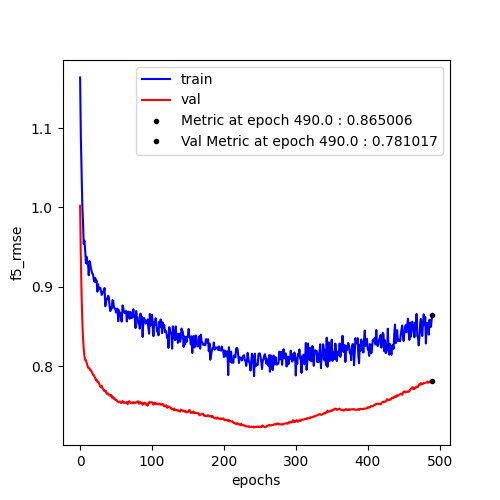 train
val
Metric at epoch 490.0 : 0.865006
Val Metric at epoch 490.0 : 0.781017
1.1
1.0
0.9
0.8
f5_rmse
0
100
200
300
400
500
epochs